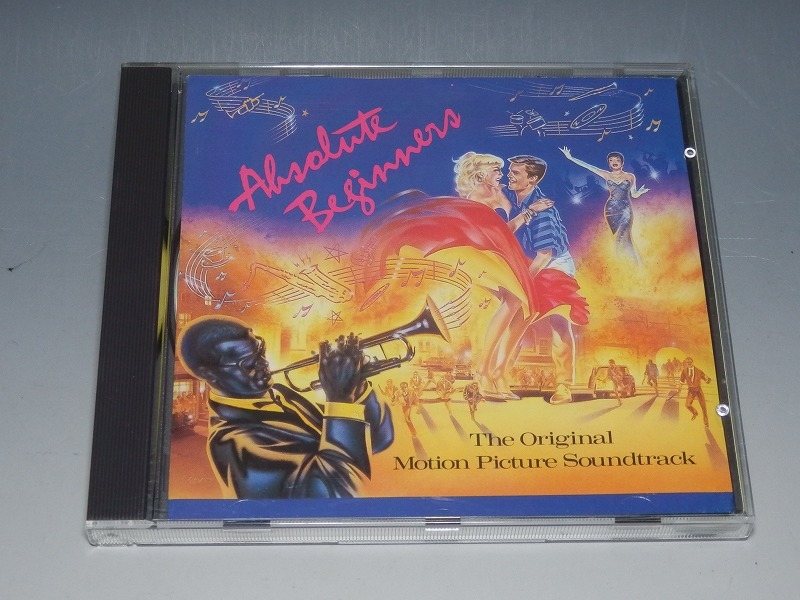 Absolute
Beginners
The Original
Motion Picture Soundtrack